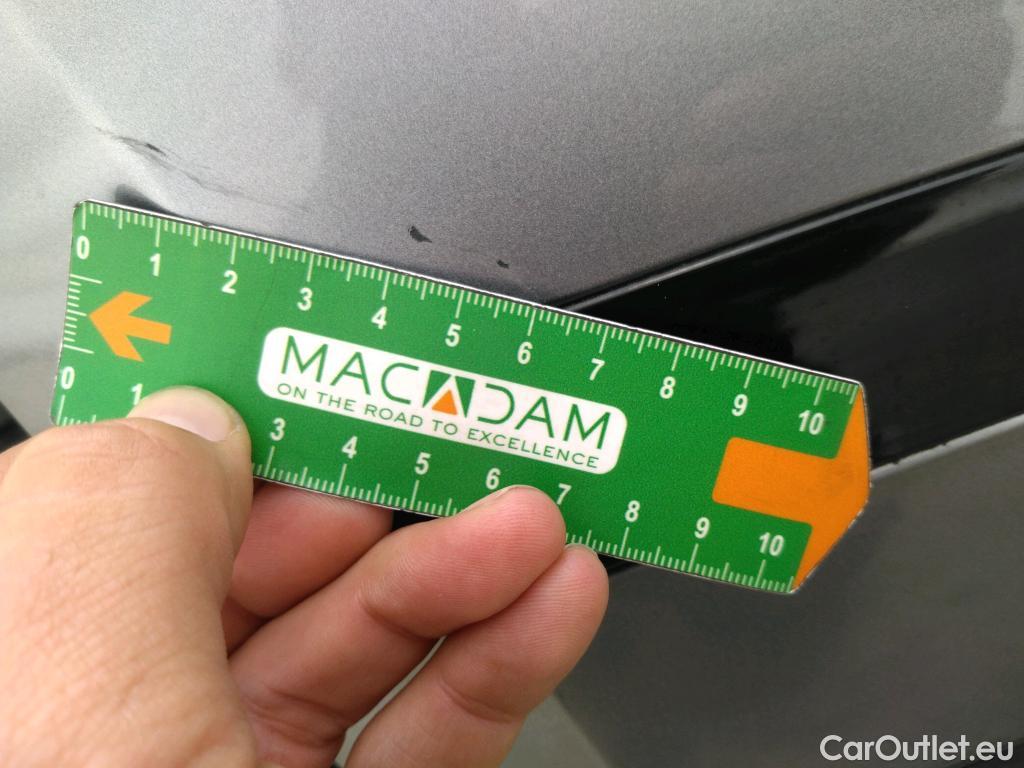 0 1 2 3 4 5 6 7 8 9 10
MACADAM
ON THE ROAD TO EXCELLENCE
0 1 3 4 5 6 7 8 9 10
CarOutlet.eu